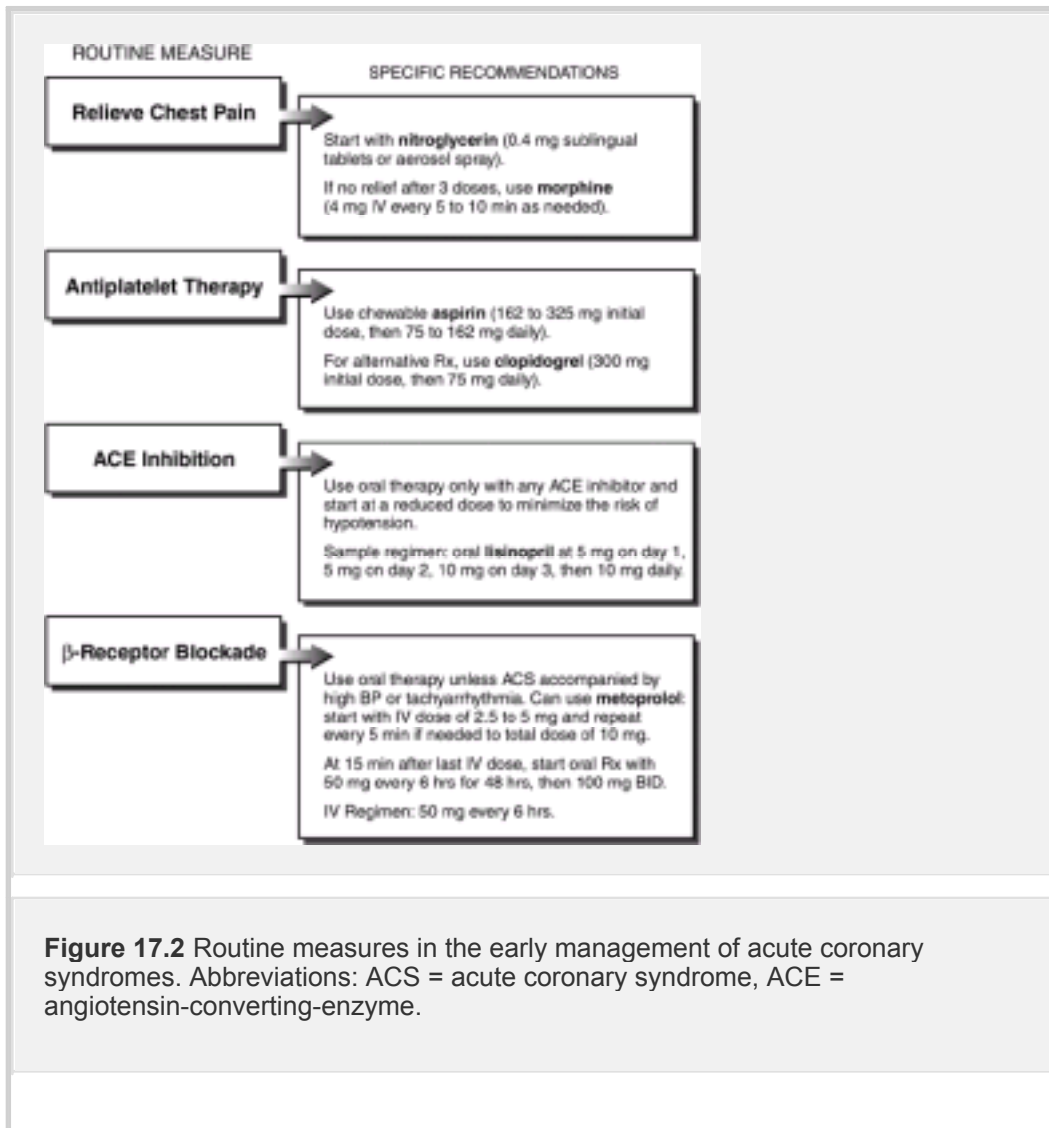 ROUTINE MEASURE
SPECIFIC RECOMMENDATIONS
Relieve Chest Pain
Start with nitroglycerin (0.4 mg sublingual
tablets or aerosol spray).
If no relief after 3 doses, use morphine
(4 mg IV every 5 to 10 min as needed).
Antiplatelet Therapy
Use chewable aspirin (162 to 325 mg initial
dose, then 75 to 162 mg daily).
For alternative Rx, use clopidogrel (300 mg
initial dose, then 75 mg daily).
ACE Inhibition
Use oral therapy only with any ACE inhibitor and
start at a reduced dose to minimize the risk of
hypotension.
Sample regimen: oral lisinopril at 5 mg on day 1,
5 mg on day 2, 10 mg on day 3, then 10 mg daily.
β-Receptor Blockade
Use oral therapy unless ACS accompanied by
high BP or tachyarrhythmia. Can use metoprolol:
start with IV dose of 2.5 to 5 mg and repeat
every 5 min if needed to total dose of 10 mg.
At 15 min after last IV dose, start oral Rx with
50 mg every 6 hrs for 48 hrs, then 100 mg BID.
IV Regimen: 50 mg every 6 hrs.
Figure 17.2 Routine measures in the early management of acute coronary
syndromes. Abbreviations: ACS = acute coronary syndrome, ACE =
angiotensin-converting-enzyme.